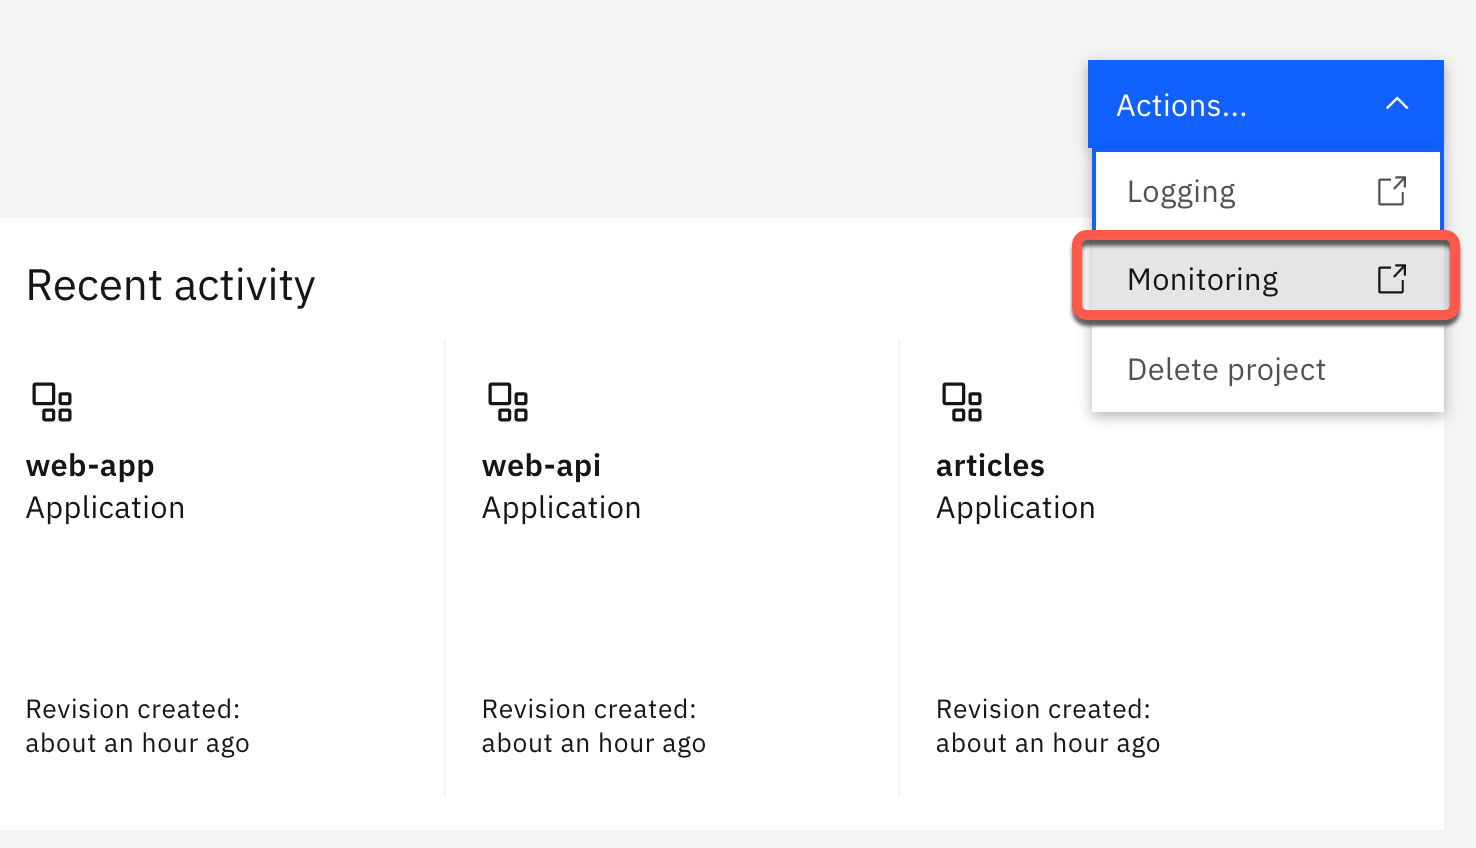 Actions...
Logging
Monitoring
Delete project
Recent activity
web-app
Application
Revision created:
about an hour ago
web-api
Application
Revision created:
about an hour ago
articles
Application
Revision created:
about an hour ago